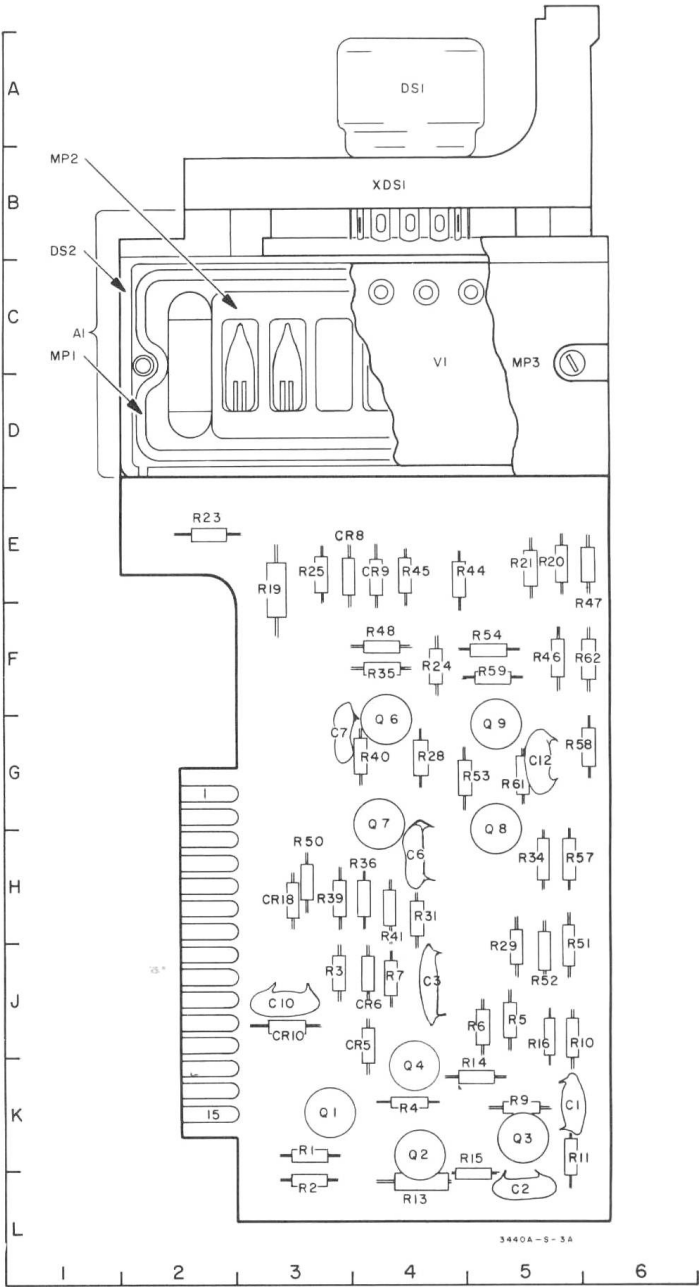 A
DS1
MP2
XDS1
B
DS2
C
A1
V1
MP3
MP1
D
R23
CR8
E
R25
CR9
R45
R44
R21
R20
R19
R47
R48
R54
F
R24
R46
R62
R35
R59
Q6
Q9
C7
R58
G
R40
R28
C12
R53
R61
1
Q7
Q8
R50
C6
R34
R57
R36
H
CR18
R39
R31
R41
R29
R51
R3
R7
C3
R52
J
C10
CR6
R6
R5
CR10
CR5
R16
R10
Q4
R14
K
15
Q1
R4
R9
C1
Q3
R1
Q2
R15
R11
R2
R13
C2
L
3440A-S-3A
1
2
3
4
5
6